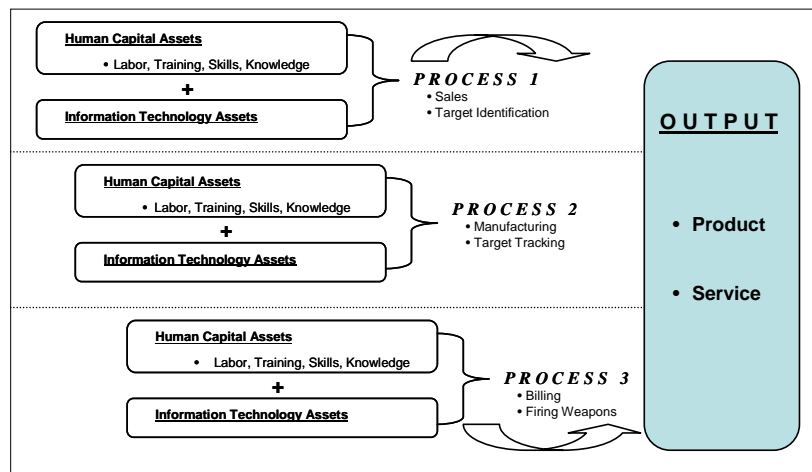 Human Capital Assets
• Labor, Training, Skills, Knowledge
+
Information Technology Assets
PROCESS 1
• Sales
• Target Identification
Human Capital Assets
• Labor, Training, Skills, Knowledge
+
Information Technology Assets
PROCESS 2
• Manufacturing
• Target Tracking
Human Capital Assets
• Labor, Training, Skills, Knowledge
+
Information Technology Assets
PROCESS 3
• Billing
• Firing Weapons
OUTPUT
• Product
• Service